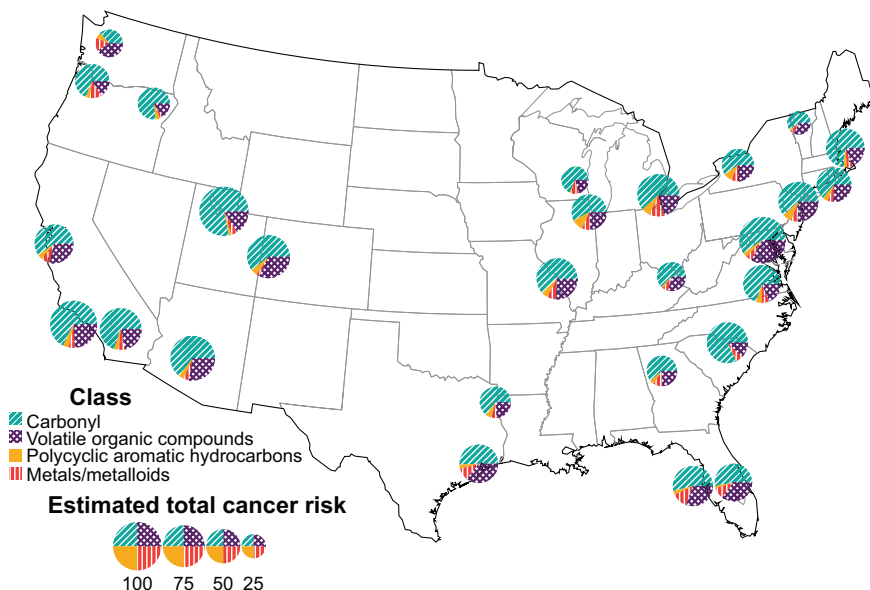 Class
Carbonyl
Volatile organic compounds
Polycyclic aromatic hydrocarbons
Metals/metalloids
Estimated total cancer risk
100 75 50 25